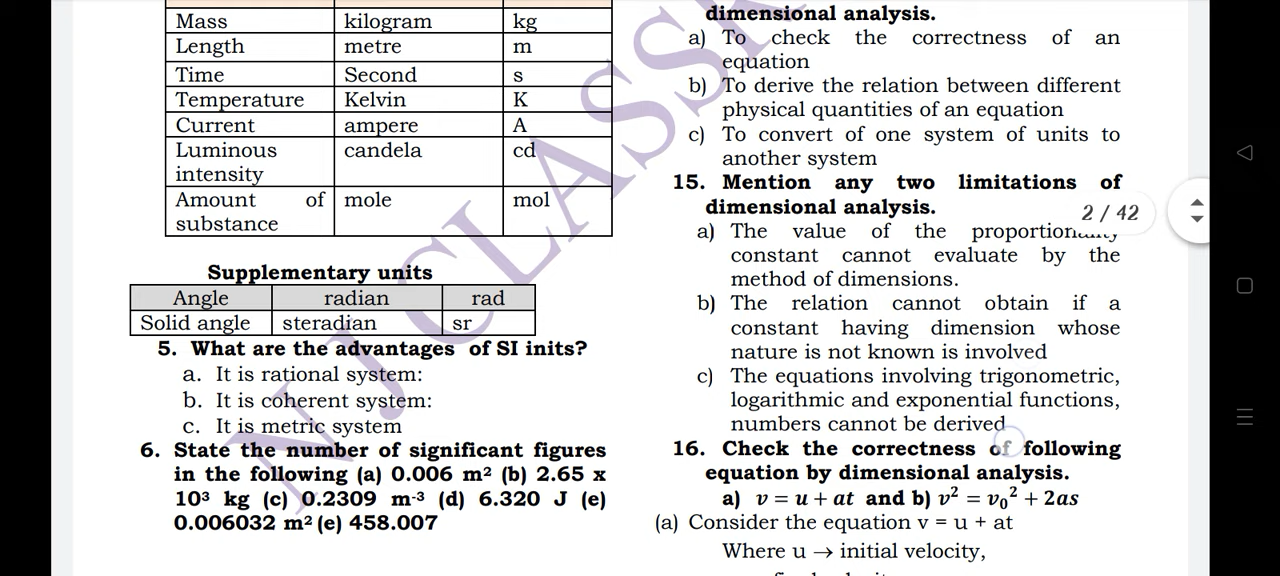 Mass kilogram kg
Length metre m
Time Second s
Temperature Kelvin K
Current ampere A
Luminous intensity candela cd
Amount of substance mole mol
Supplementary units
Angle radian rad
Solid angle steradian sr
5. What are the advantages of SI inits?
a. It is rational system:
b. It is coherent system:
c. It is metric system
6. State the number of significant figures
in the following (a) 0.006 m² (b) 2.65 x
10³ kg (c) 0.2309 m⁻³ (d) 6.320 J (e)
0.006032 m² (e) 458.007
dimensional analysis.
a) To check the correctness of an
equation
b) To derive the relation between different
physical quantities of an equation
c) To convert of one system of units to
another system
15. Mention any two limitations of
dimensional analysis.
a) The value of the proportionality
constant cannot evaluate by the
method of dimensions.
b) The relation cannot obtain if a
constant having dimension whose
nature is not known is involved
c) The equations involving trigonometric,
logarithmic and exponential functions,
numbers cannot be derived
16. Check the correctness of following
equation by dimensional analysis.
a) v = u + at and b) v² = v₀² + 2as
(a) Consider the equation v = u + at
Where u → initial velocity,
2 / 42
N J CLASSR